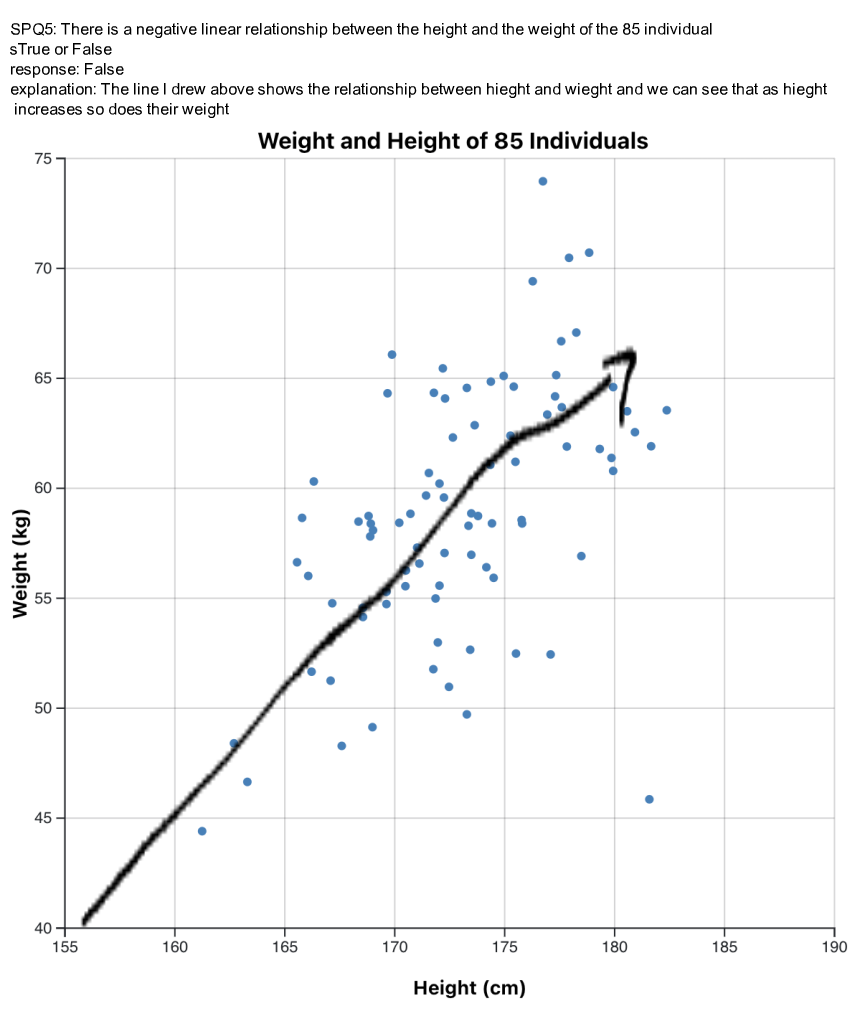 SPQ5: There is a negative linear relationship between the height and the weight of the 85 individual
sTrue or False
response: False
explanation: The line I drew above shows the relationship between hieght and wieght and we can see that as hieght
increases so does their weight
Weight and Height of 85 Individuals
75
70
65
60
55
50
45
40
Weight (kg)
155 160 165 170 175 180 185 190
Height (cm)